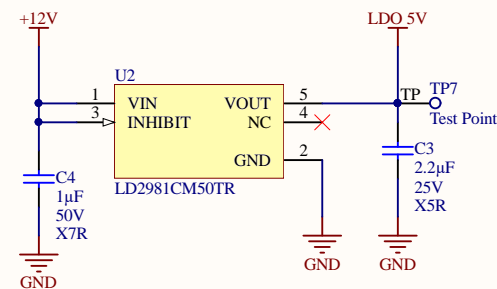 +12V
LDO 5V
U2
1 VIN VOUT 5 TP TP7
3 INHIBIT NC 4 Test Point
GND 2
LD2981CM50TR
C4
1µF
50V
X7R
C3
2.2µF
25V
X5R
GND
GND
GND